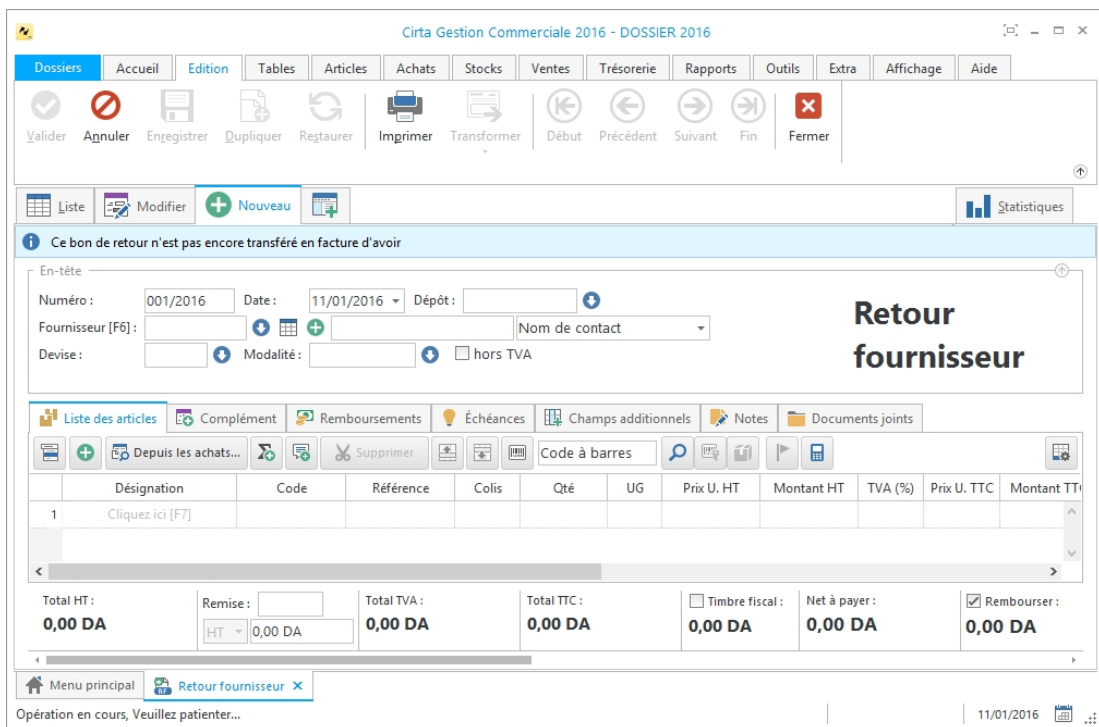 Cirta Gestion Commerciale 2016 - DOSSIER 2016
Dossiers Accueil Edition Tables Articles Achats Stocks Ventes Trésorerie Rapports Outils Extra Affichage Aide
Valider Annuler Enregistrer Dupliquer Restaurer Imprimer Transformer Début Précédent Suivant Fin Fermer
Liste Modifier Nouveau Statistiques
Ce bon de retour n'est pas encore transféré en facture d'avoir
En-tête
Numéro : 001/2016 Date : 11/01/2016 Dépôt :
Fournisseur [F6] : Nom de contact
Devise : Modalité : hors TVA
Retour
fournisseur
Liste des articles Complément Remboursements Échéances Champs additionnels Notes Documents joints
Depuis les achats... Supprimer Code à barres
Désignation Code Référence Colis Qté UG Prix U. HT Montant HT TVA (%) Prix U. TTC Montant TT
1 Cliquez ici [F7]
Total HT : Remise : Total TVA : Total TTC : Timbre fiscal : Net à payer : Rembourser :
0,00 DA HT 0,00 DA 0,00 DA 0,00 DA 0,00 DA 0,00 DA 0,00 DA
Menu principal RF Retour fournisseur
Opération en cours, Veuillez patienter... 11/01/2016